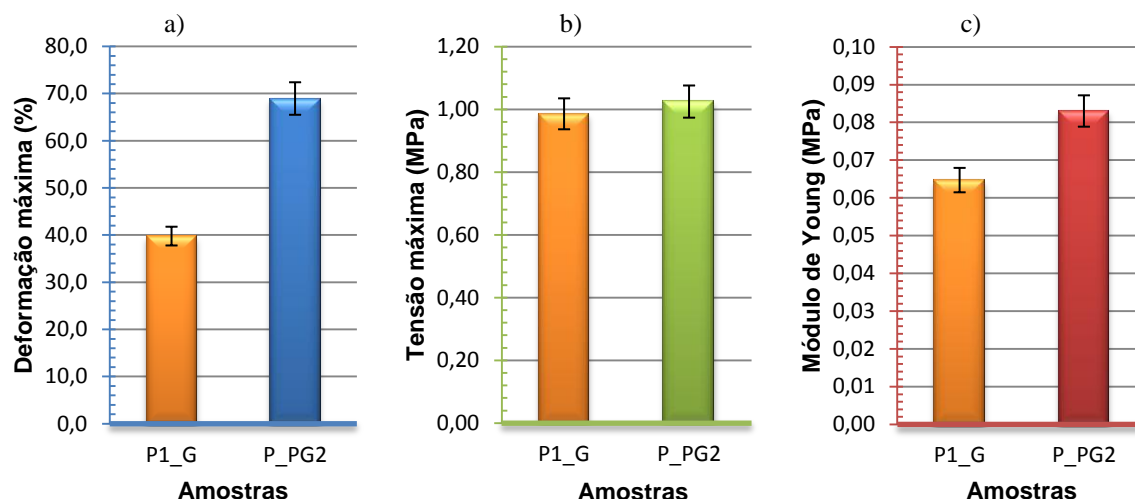 a)
Deformação máxima (%)
80,0
70,0
60,0
50,0
40,0
30,0
20,0
10,0
0,0
P1_G P_PG2
Amostras
b)
Tensão máxima (MPa)
1,20
1,00
0,80
0,60
0,40
0,20
0,00
P1_G P_PG2
Amostras
c)
Módulo de Young (MPa)
0,10
0,09
0,08
0,07
0,06
0,05
0,04
0,03
0,02
0,01
0,00
P1_G P_PG2
Amostras